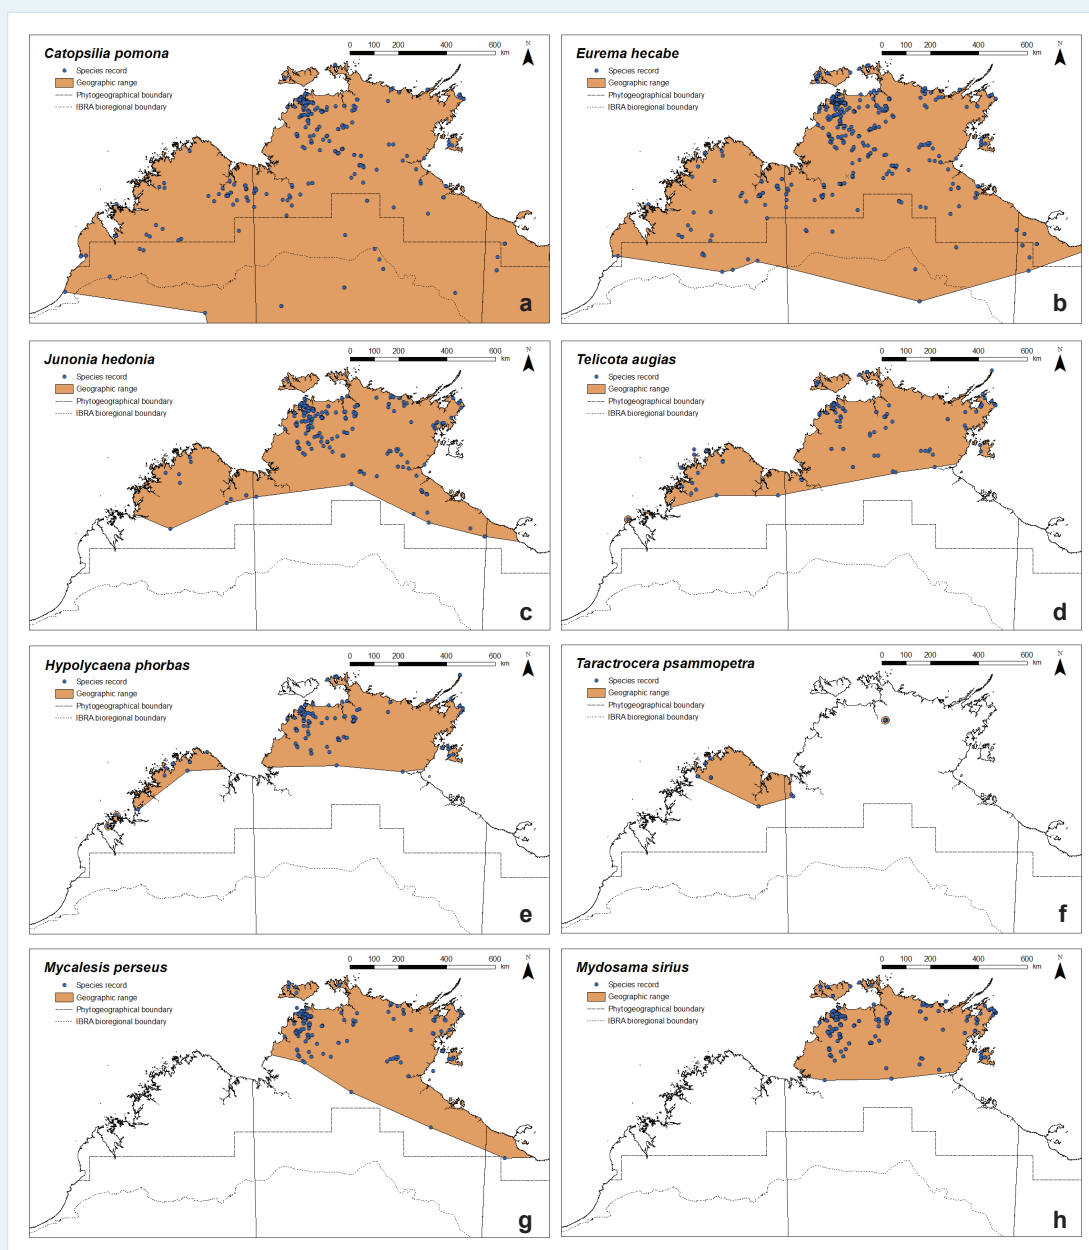 Catopsilia pomona
0 100 200 400 600
km
N
Species record
Geographic range
Phytogeographical boundary
IBRA bioregional boundary
a
Eurema hecabe
0 100 200 400 600
km
N
Species record
Geographic range
Phytogeographical boundary
IBRA bioregional boundary
b
Junonia hedonia
0 100 200 400 600
km
N
Species record
Geographic range
Phytogeographical boundary
IBRA bioregional boundary
c
Telicota augias
0 100 200 400 600
km
N
Species record
Geographic range
Phytogeographical boundary
IBRA bioregional boundary
d
Hypolycaena phorbas
0 100 200 400 600
km
N
Species record
Geographic range
Phytogeographical boundary
IBRA bioregional boundary
e
Taractrocera psammopetra
0 100 200 400 600
km
N
Species record
Geographic range
Phytogeographical boundary
IBRA bioregional boundary
f
Mycalesis perseus
0 100 200 400 600
km
N
Species record
Geographic range
Phytogeographical boundary
IBRA bioregional boundary
g
Mydosama sirius
0 100 200 400 600
km
N
Species record
Geographic range
Phytogeographical boundary
IBRA bioregional boundary
h